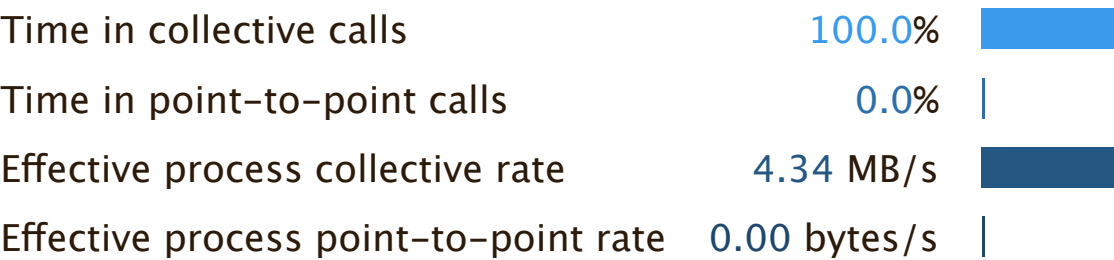 Time in collective calls 100.0%
Time in point-to-point calls 0.0%
Effective process collective rate 4.34 MB/s
Effective process point-to-point rate 0.00 bytes/s